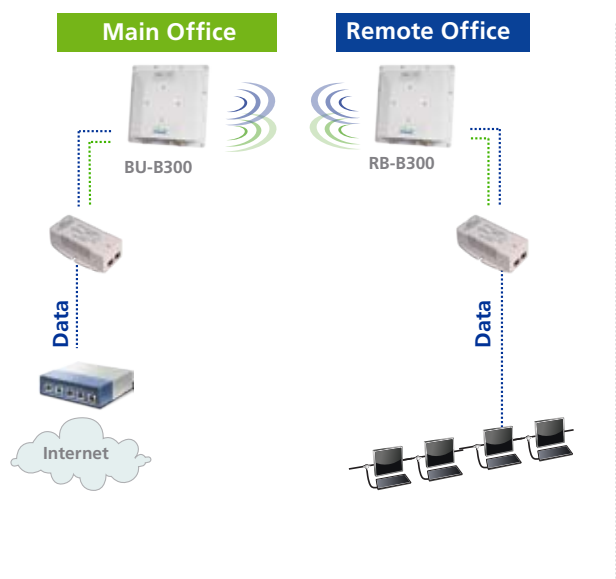 Main Office
Remote Office
BU-B300
RB-B300
Data
Data
Internet